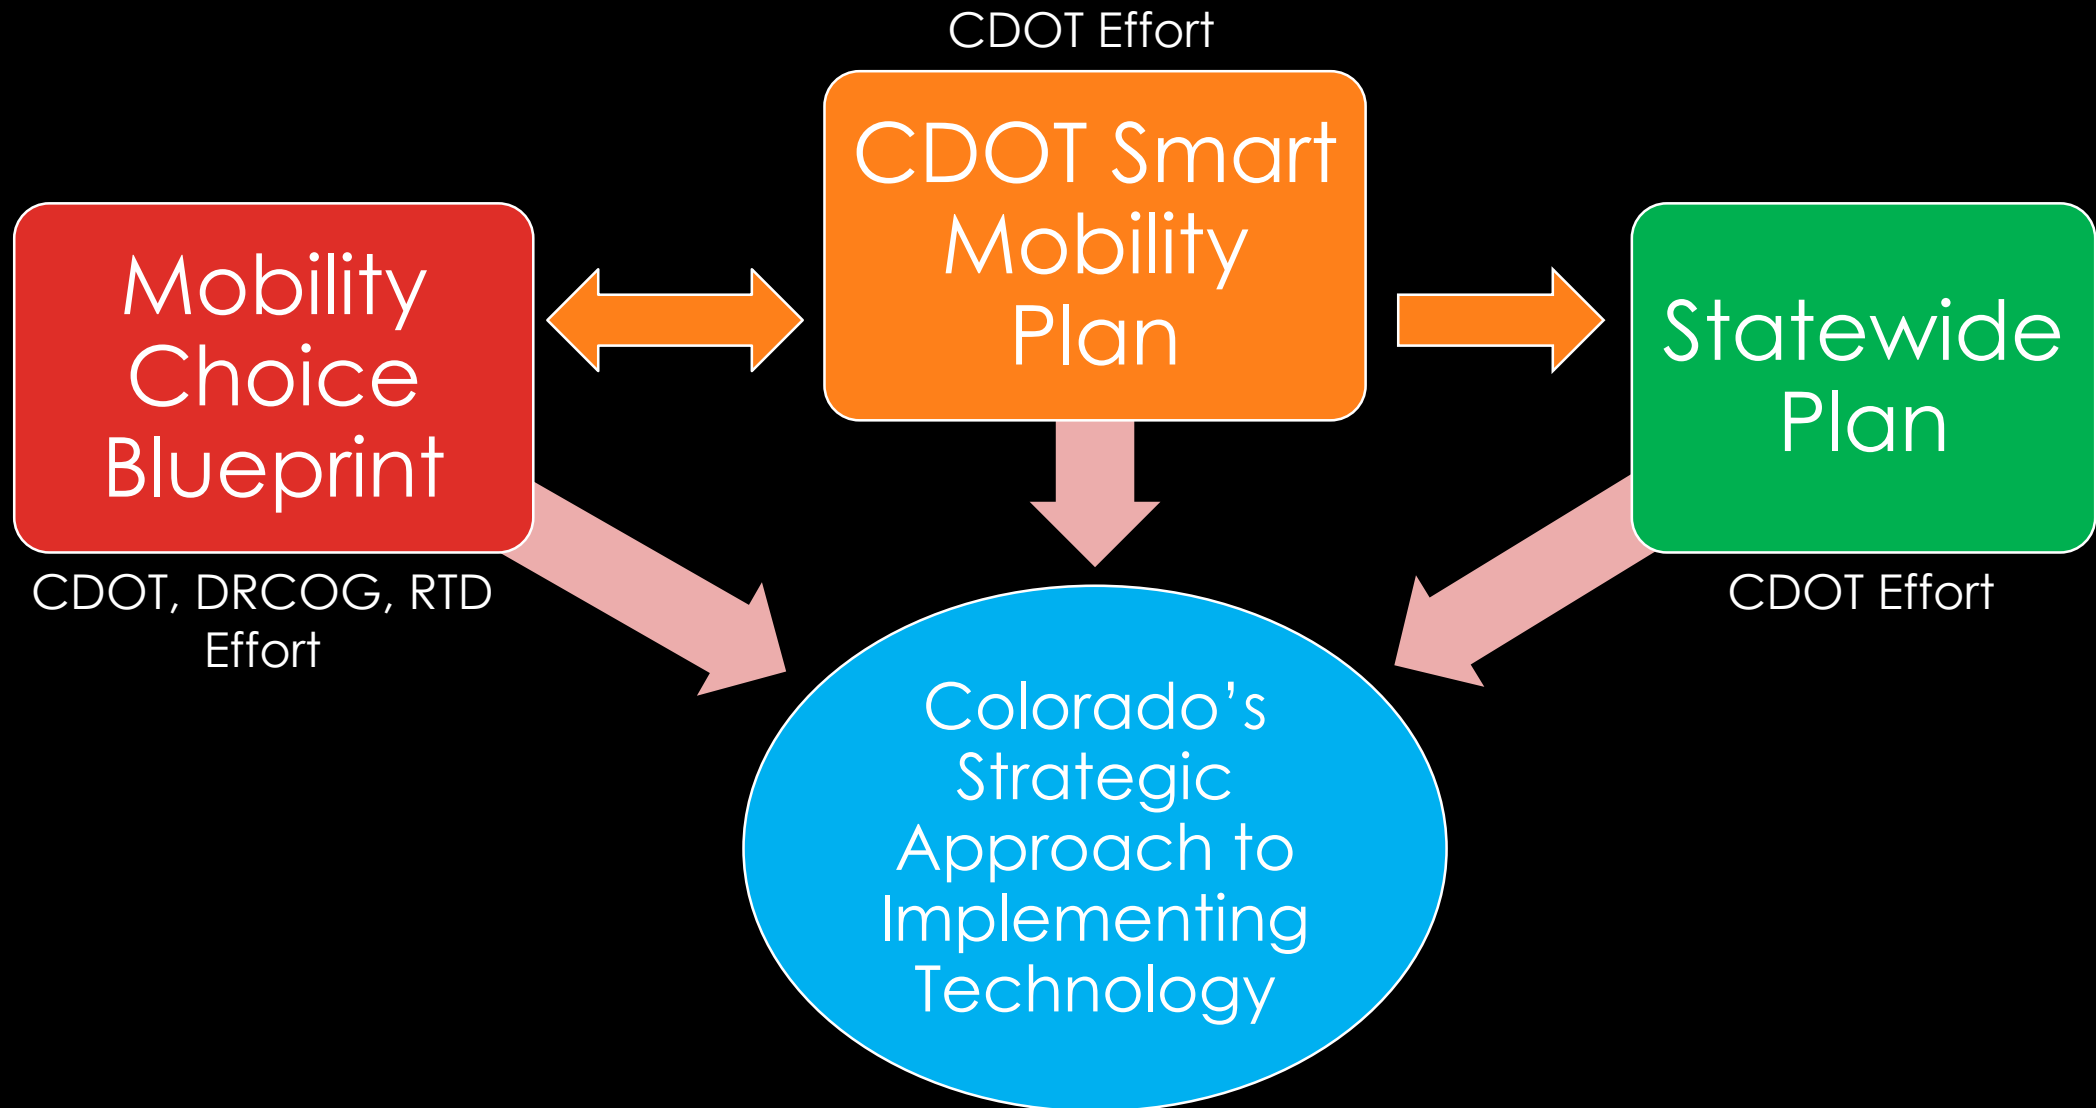 CDOT Effort
CDOT Smart
Mobility
Plan
Mobility
Choice
Blueprint
CDOT, DRCOG, RTD
Effort
Statewide
Plan
CDOT Effort
Colorado’s
Strategic
Approach to
Implementing
Technology